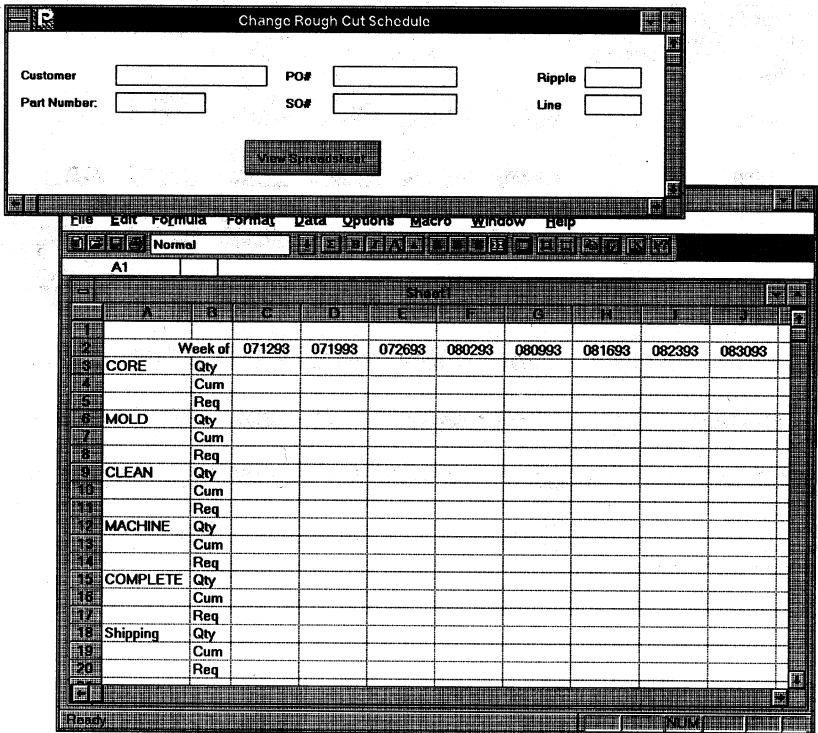 Change Rough Cut Schedule
Customer PO# Ripple
Part Number: SO# Line
View Spreadsheet
File Edit Formula Format Data Options Macro Window Help
Normal
A1
Sheet1
A B C D E F G H I J
1
2 Week of 071293 071993 072693 080293 080993 081693 082393 083093
3 CORE Qty
4 Cum
5 Req
6 MOLD Qty
7 Cum
8 Req
9 CLEAN Qty
10 Cum
11 Req
12 MACHINE Qty
13 Cum
14 Req
15 COMPLETE Qty
16 Cum
17 Req
18 Shipping Qty
19 Cum
20 Req
Ready NUM